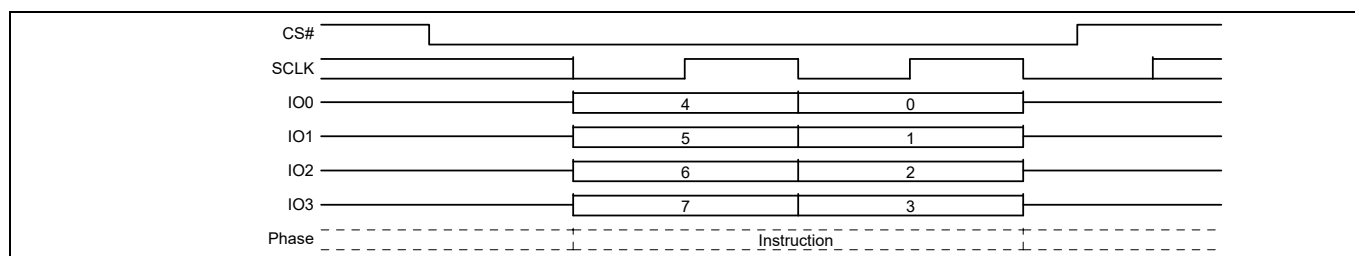 CS#
SCLK
IO0 4 0
IO1 5 1
IO2 6 2
IO3 7 3
Phase Instruction